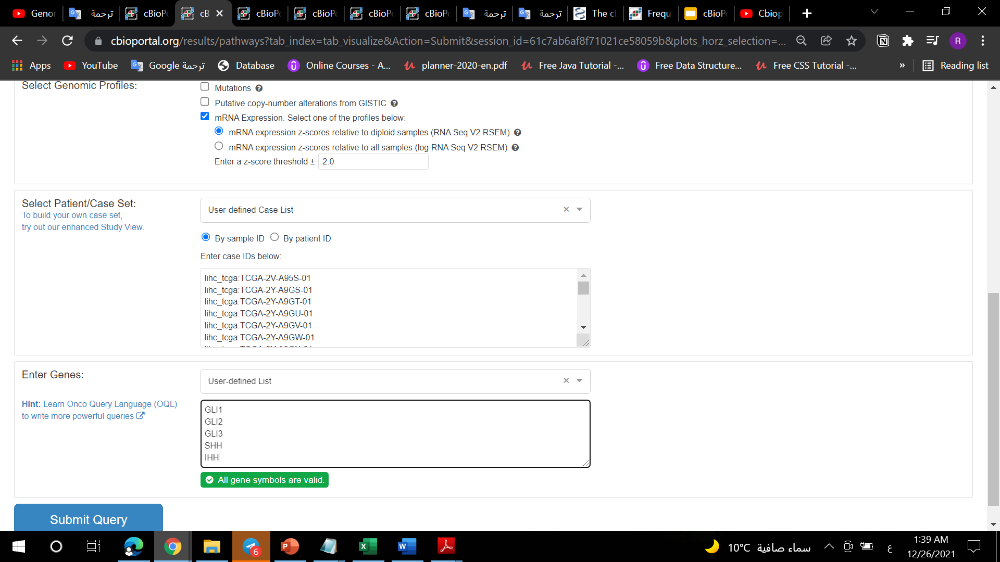 Genor
ترجمة
cBioPo
cB
cBioPo
cBioPo
cBioPo
cBioPo
ترجمة
ترجمة
The cl
Frequ
cBioPo
Cbiop
cbioportal.org/results/pathways?tab_index=tab_visualize&Action=Submit&session_id=61c7ab6af8f71021ce58059b&plots_horz_selection=...
R
Apps
YouTube
ترجمة Google
Database
Online Courses - A...
planner-2020-en.pdf
Free Java Tutorial -...
Free Data Structure...
Free CSS Tutorial -...
»
Reading list
Select Genomic Profiles:
Mutations
Putative copy-number alterations from GISTIC
mRNA Expression. Select one of the profiles below:
mRNA expression z-scores relative to diploid samples (RNA Seq V2 RSEM)
mRNA expression z-scores relative to all samples (log RNA Seq V2 RSEM)
Enter a z-score threshold ± 2.0
Select Patient/Case Set:
To build your own case set,
try out our enhanced Study View.
User-defined Case List
By sample ID By patient ID
Enter case IDs below:
lihc_tcga:TCGA-2V-A95S-01
lihc_tcga:TCGA-2Y-A9GS-01
lihc_tcga:TCGA-2Y-A9GT-01
lihc_tcga:TCGA-2Y-A9GU-01
lihc_tcga:TCGA-2Y-A9GV-01
lihc_tcga:TCGA-2Y-A9GW-01
Enter Genes:
User-defined List
Hint: Learn Onco Query Language (OQL)
to write more powerful queries
GLI1
GLI2
GLI3
SHH
IHH
All gene symbols are valid.
Submit Query
6
10°C سماء صافية
ع
1:39 AM
12/26/2021